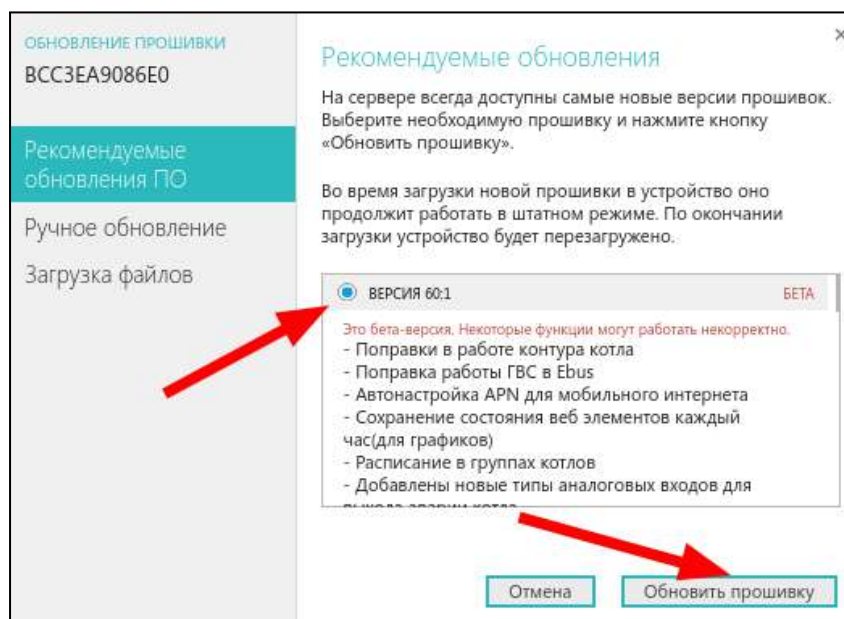 ОБНОВЛЕНИЕ ПРОШИВКИ
BCC3EA9086E0
Рекомендуемые
обновления ПО
Ручное обновление
Загрузка файлов
Рекомендуемые обновления
На сервере всегда доступны самые новые версии прошивок.
Выберите необходимую прошивку и нажмите кнопку
«Обновить прошивку».
Во время загрузки новой прошивки в устройство оно
продолжит работать в штатном режиме. По окончании
загрузки устройство будет перезагружено.
ВЕРСИЯ 60:1 БЕТА
Это бета-версия. Некоторые функции могут работать некорректно.
- Поправки в работе контура котла
- Поправка работы ГВС в Ebus
- Автонастройка APN для мобильного интернета
- Сохранение состояния веб элементов каждый
час(для графиков)
- Расписание в группах котлов
- Добавлены новые типы аналоговых входов для
Отмена
Обновить прошивку